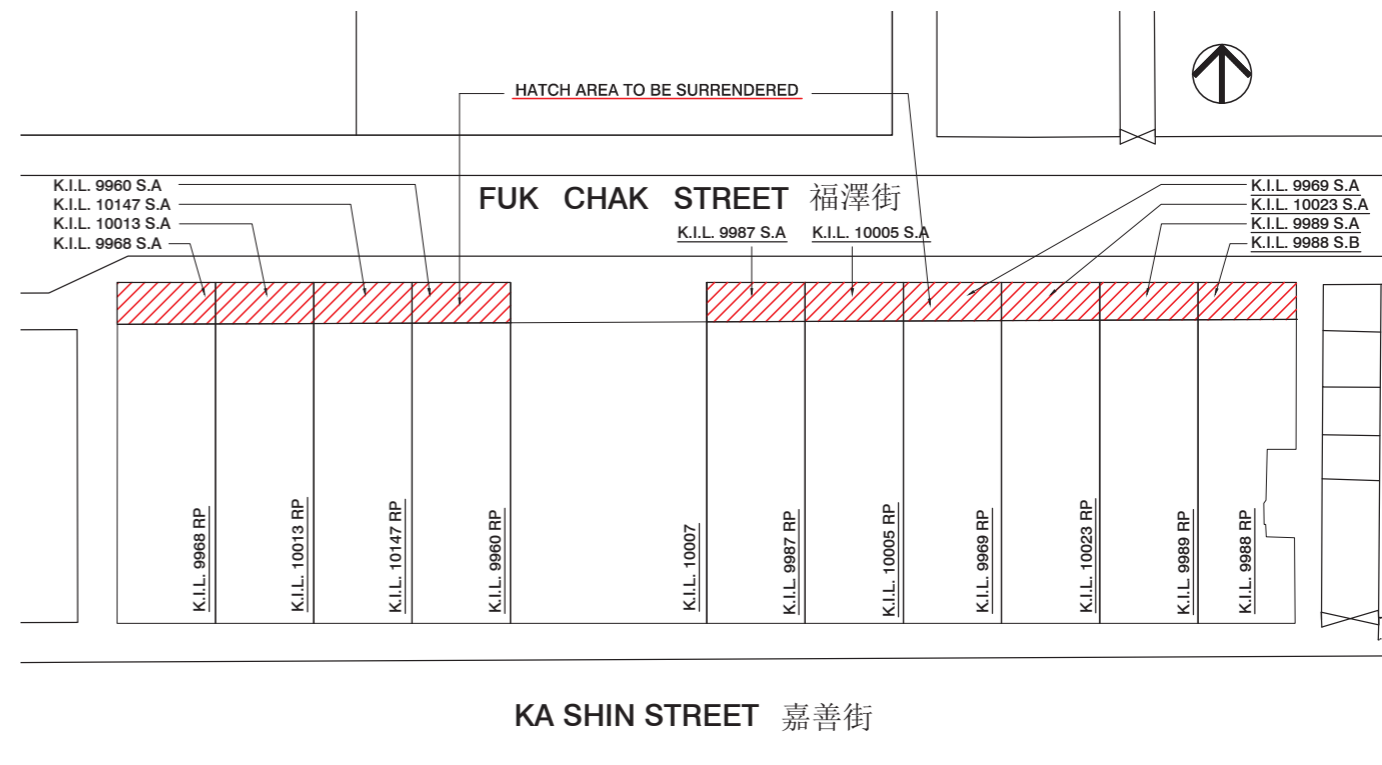 HATCH AREA TO BE SURRENDERED
K.I.L. 9960 S.A
K.I.L. 10147 S.A
K.I.L. 10013 S.A
K.I.L. 9968 S.A
FUK CHAK STREET 福澤街
K.I.L. 9987 S.A
K.I.L. 10005 S.A
K.I.L. 9969 S.A
K.I.L. 10023 S.A
K.I.L. 9989 S.A
K.I.L. 9988 S.B
K.I.L. 9968 RP
K.I.L. 10013 RP
K.I.L. 10147 RP
K.I.L. 9960 RP
K.I.L. 10007
K.I.L. 9987 RP
K.I.L. 10005 RP
K.I.L. 9969 RP
K.I.L. 10023 RP
K.I.L. 9989 RP
K.I.L. 9988 RP
KA SHIN STREET 嘉善街